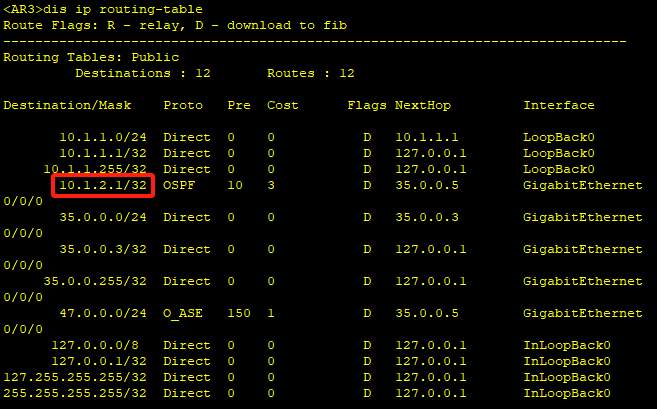 <AR3>dis ip routing-table
Route Flags: R - relay, D - download to fib
------------------------------------------------------------------------------
Routing Tables: Public
         Destinations : 12       Routes : 12

Destination/Mask    Proto   Pre  Cost      Flags NextHop         Interface

       10.1.1.0/24  Direct  0    0           D   10.1.1.1        LoopBack0
       10.1.1.1/32  Direct  0    0           D   127.0.0.1       LoopBack0
     10.1.1.255/32  Direct  0    0           D   127.0.0.1       LoopBack0
       10.1.2.1/32  OSPF    10   3           D   35.0.0.5        GigabitEthernet
0/0/0
       35.0.0.0/24  Direct  0    0           D   35.0.0.3        GigabitEthernet
0/0/0
       35.0.0.3/32  Direct  0    0           D   127.0.0.1       GigabitEthernet
0/0/0
     35.0.0.255/32  Direct  0    0           D   127.0.0.1       GigabitEthernet
0/0/0
       47.0.0.0/24  O_ASE   150  1           D   35.0.0.5        GigabitEthernet
0/0/0
      127.0.0.0/8   Direct  0    0           D   127.0.0.1       InLoopBack0
      127.0.0.1/32  Direct  0    0           D   127.0.0.1       InLoopBack0
127.255.255.255/32  Direct  0    0           D   127.0.0.1       InLoopBack0
255.255.255.255/32  Direct  0    0           D   127.0.0.1       InLoopBack0